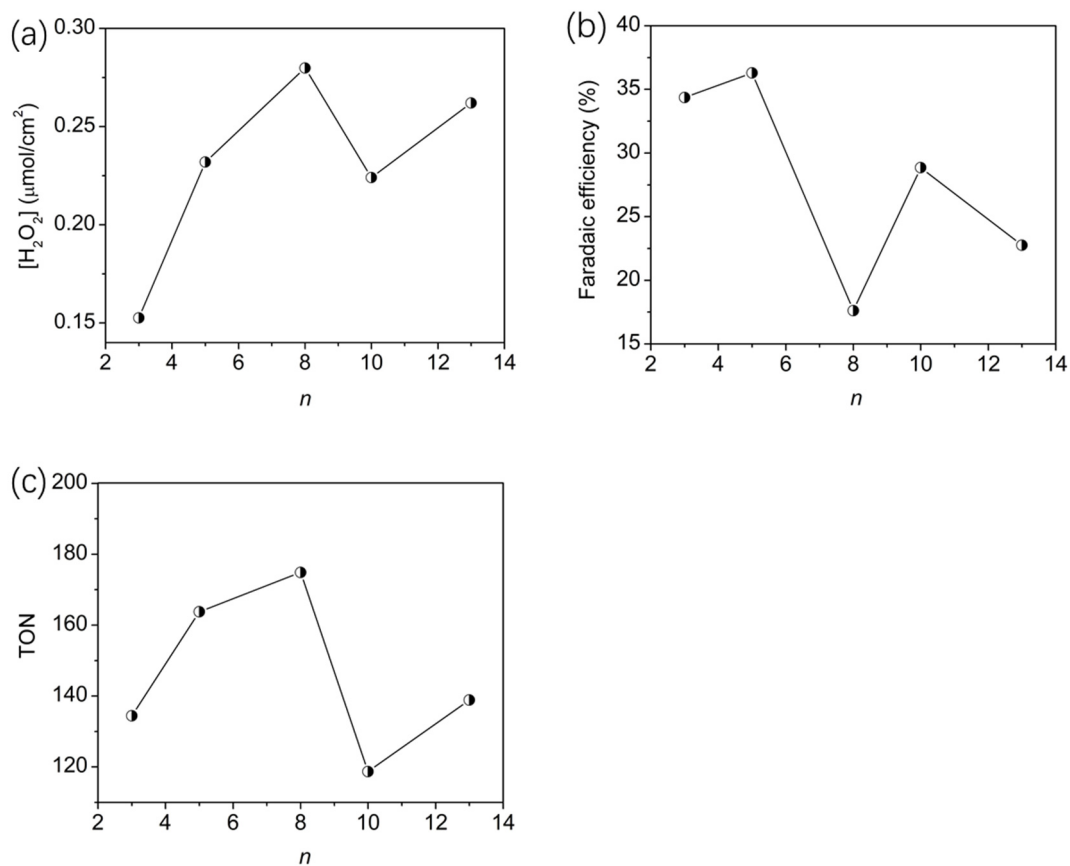 (a)
0.30
0.25
0.20
0.15
[H₂O₂] (μmol/cm²)
2 4 6 8 10 12 14
n
(b)
40
35
30
25
20
15
Faradaic efficiency (%)
2 4 6 8 10 12 14
n
(c)
200
180
160
140
120
TON
2 4 6 8 10 12 14
n